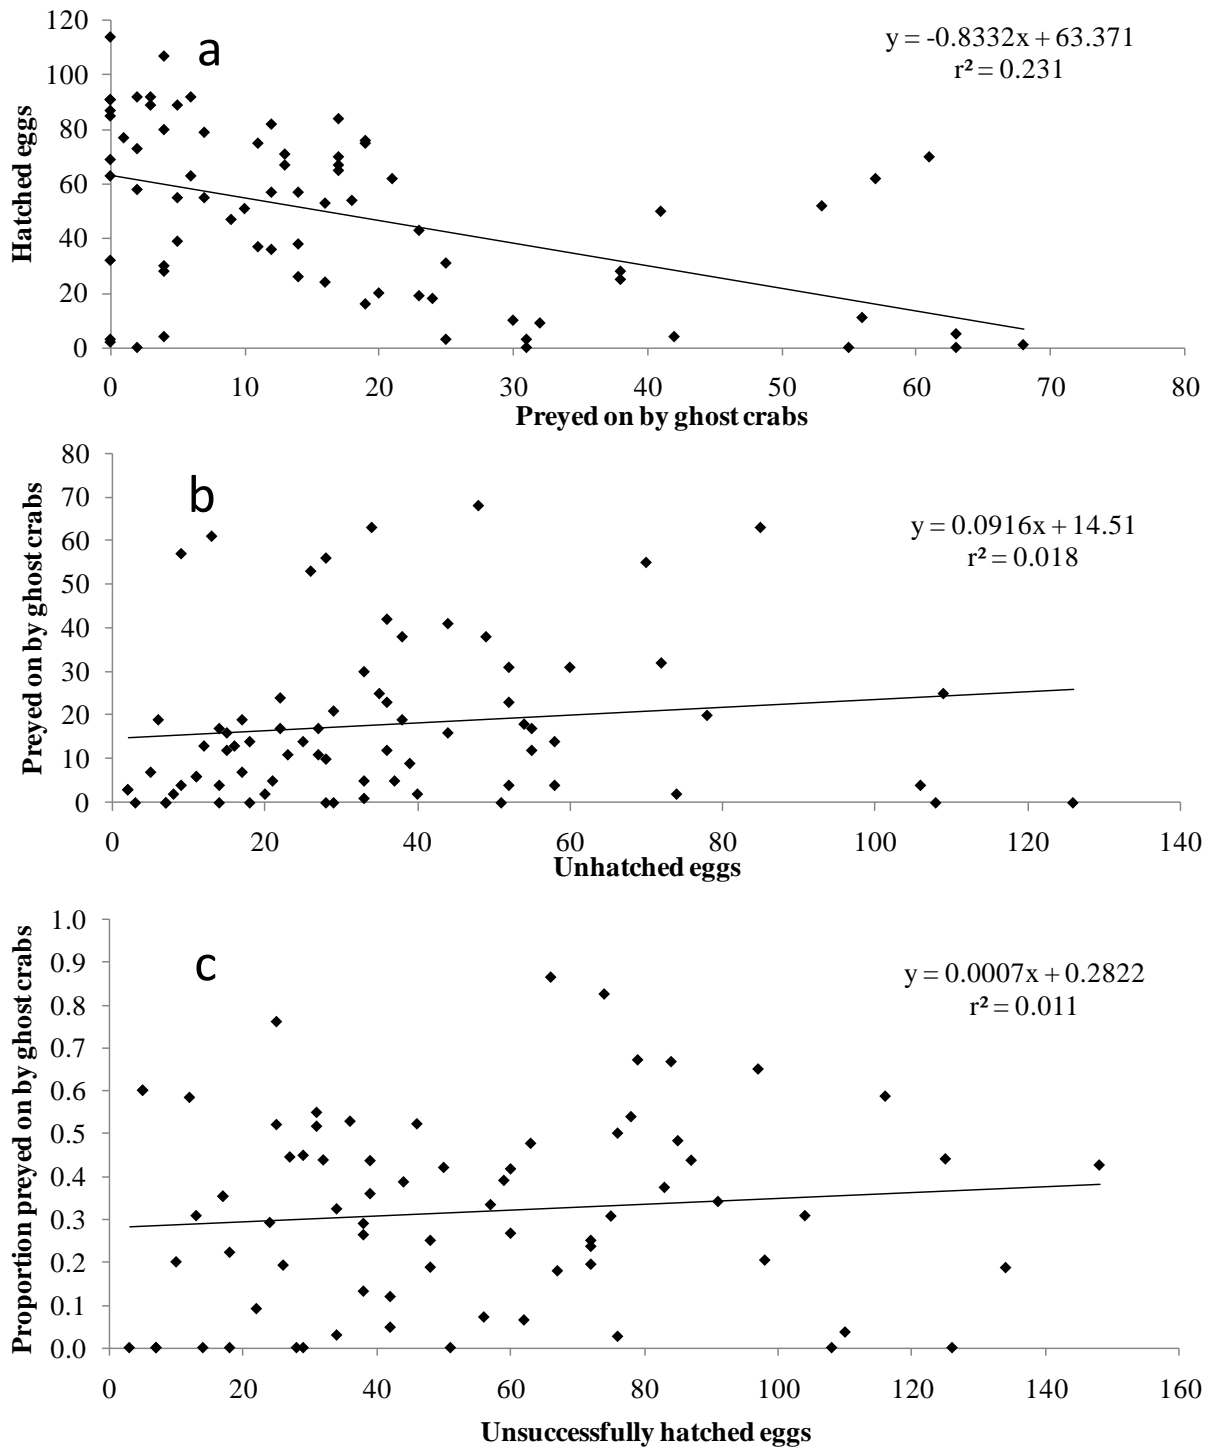 a
y = -0.8332x + 63.371
r² = 0.231
Hatched eggs
120
100
80
60
40
20
0
0 10 20 30 40 50 60 70 80
Preyed on by ghost crabs
b
y = 0.0916x + 14.51
r² = 0.018
Preyed on by ghost crabs
80
70
60
50
40
30
20
10
0
0 20 40 60 80 100 120 140
Unhatched eggs
c
y = 0.0007x + 0.2822
r² = 0.011
Proportion preyed on by ghost crabs
1.0
0.9
0.8
0.7
0.6
0.5
0.4
0.3
0.2
0.1
0.0
0 20 40 60 80 100 120 140 160
Unsuccessfully hatched eggs